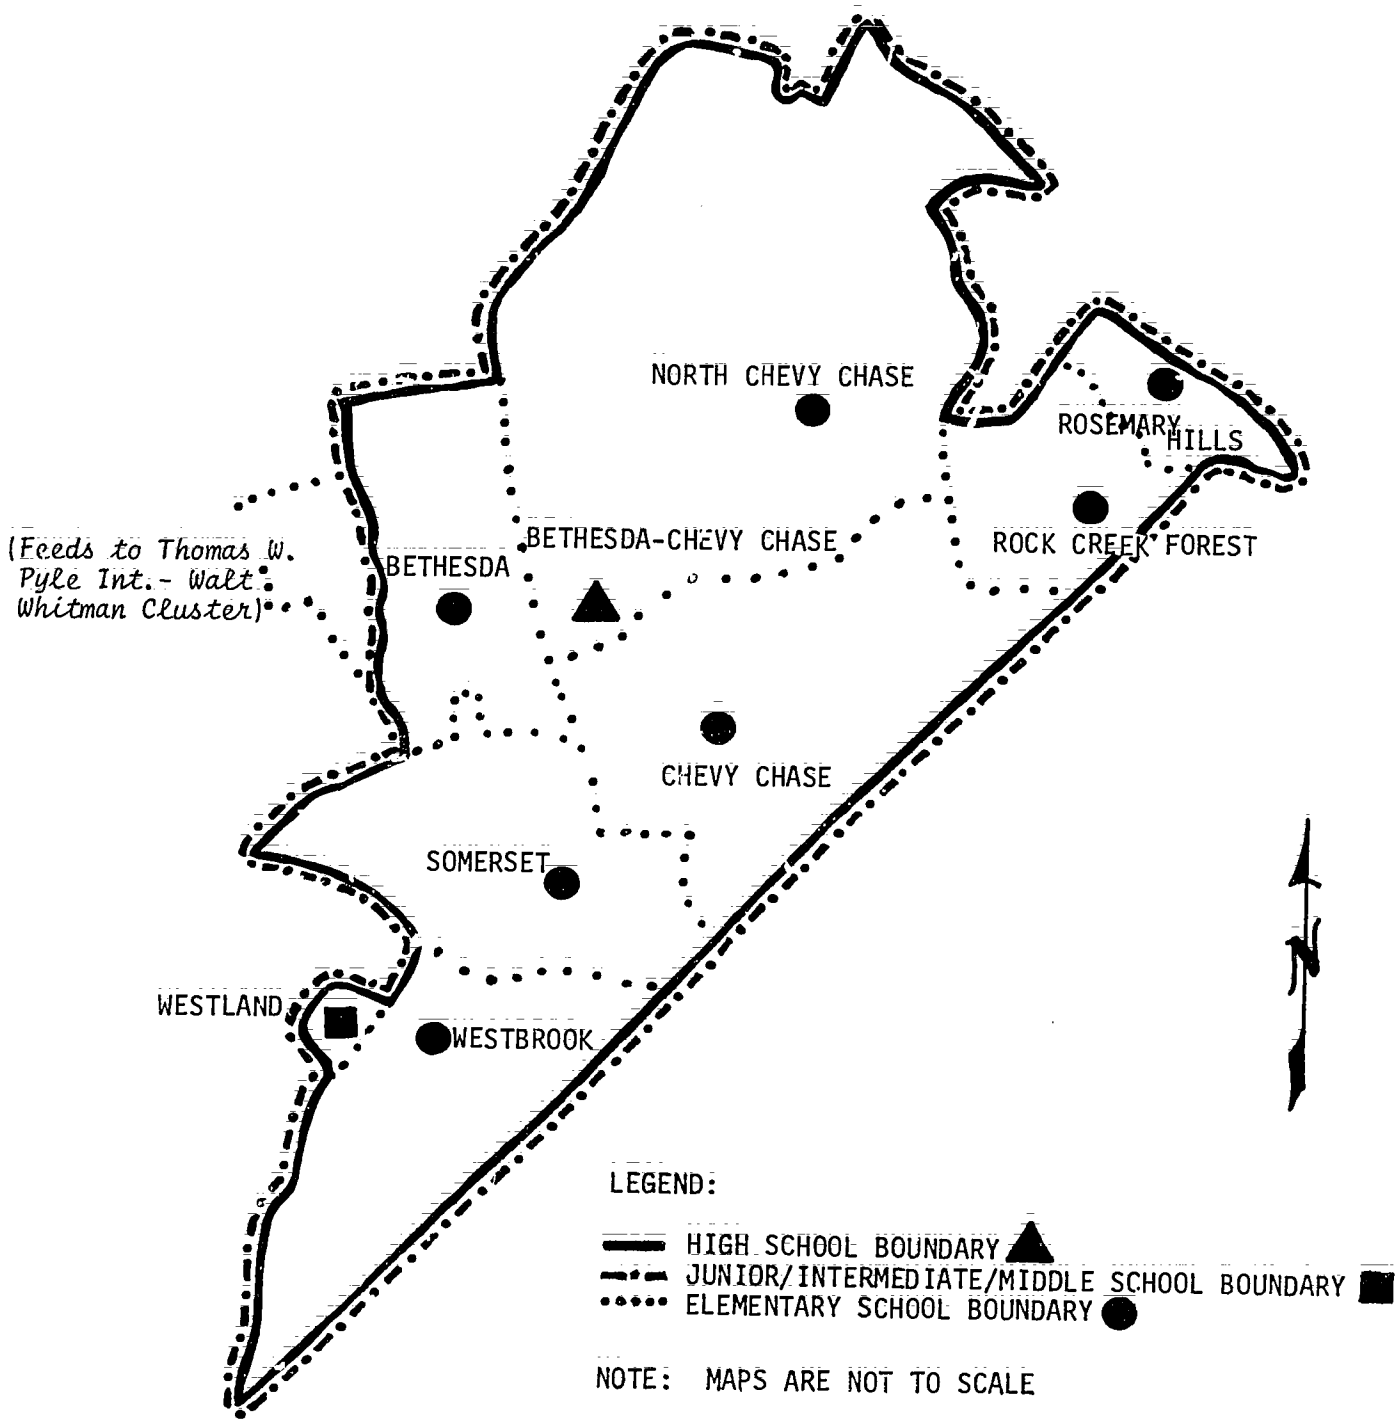 NORTH CHEVY CHASE
ROSEMARY
HILLS
BETHESDA-CHEVY CHASE
ROCK CREEK FOREST
(Feeds to Thomas W.
Pyle Int.- Walt
Whitman Cluster)
BETHESDA
CHEVY CHASE
SOMERSET
N
WESTLAND
WESTBROOK
LEGEND:
HIGH SCHOOL BOUNDARY
JUNIOR/INTERMEDIATE/MIDDLE SCHOOL BOUNDARY
ELEMENTARY SCHOOL BOUNDARY
NOTE: MAPS ARE NOT TO SCALE